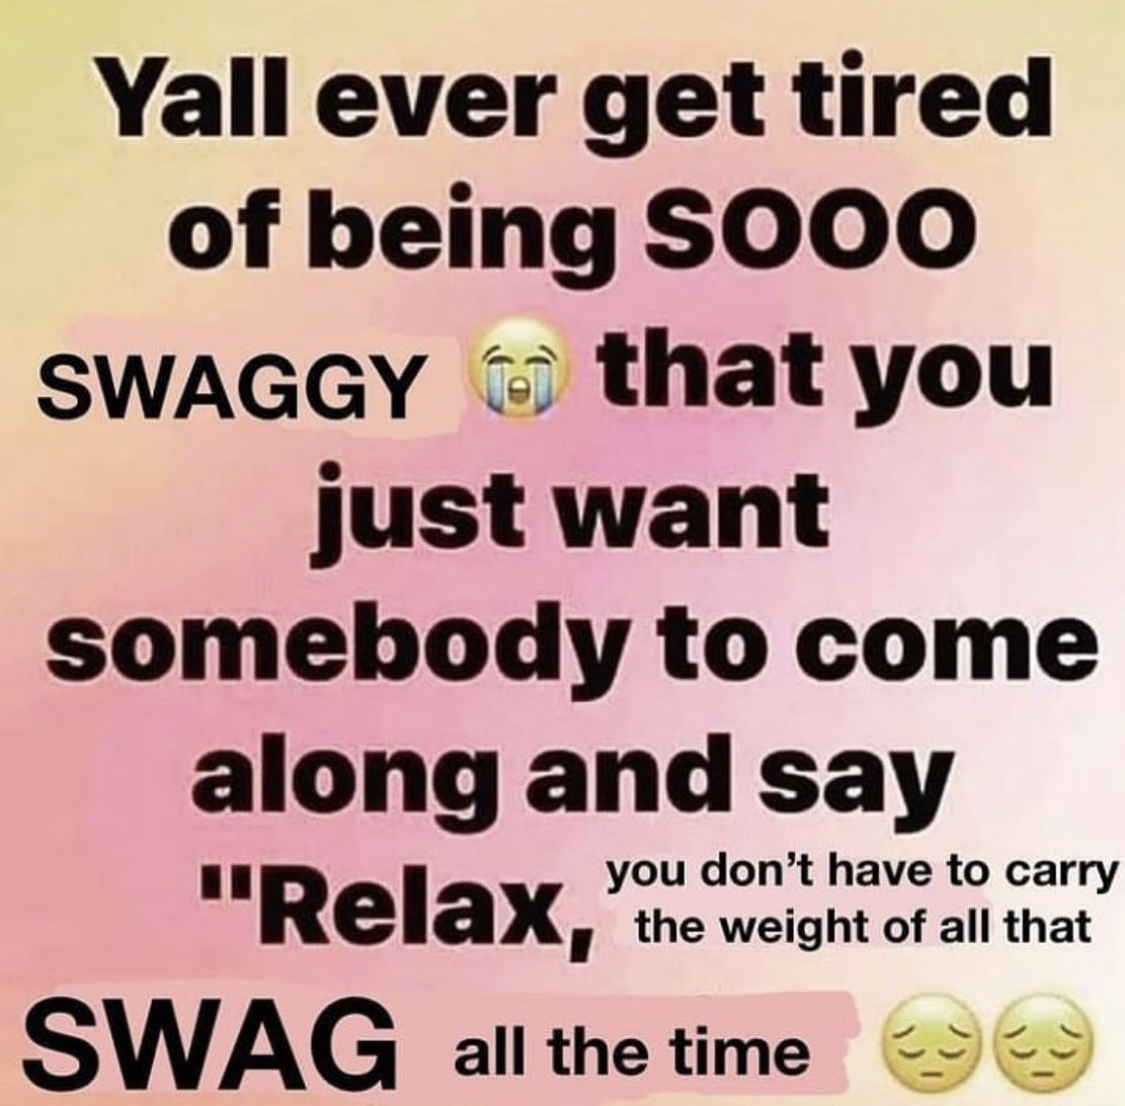 Yall ever get tired
of being SOOO
SWAGGY 😭 that you
just want
somebody to come
along and say
"Relax, you don't have to carry
the weight of all that
SWAG all the time 😔😔